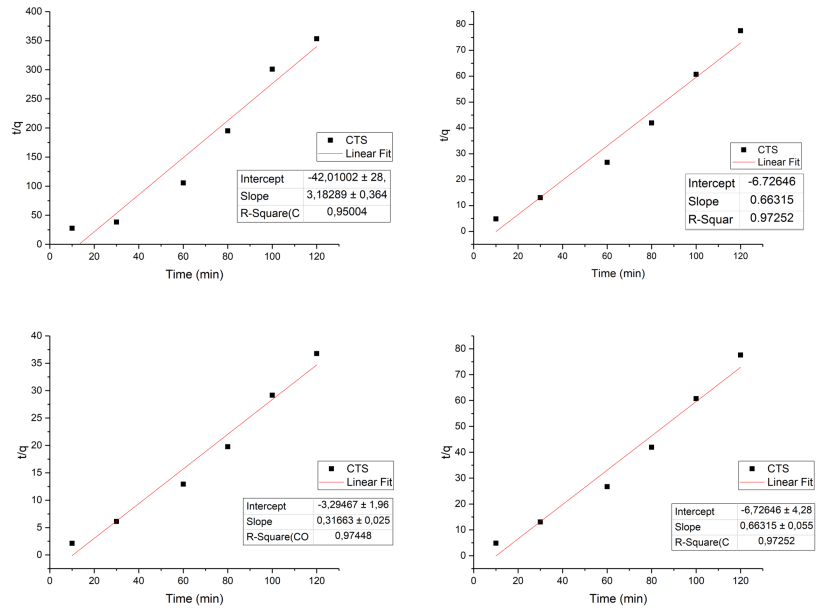 t/q
400
350
300
250
200
150
100
50
0
0 20 40 60 80 100 120
Time (min)
CTS
Linear Fit
Intercept -42,01002 ± 28,
Slope 3,18289 ± 0,364
R-Square(C 0,95004
t/q
80
70
60
50
40
30
20
10
0
0 20 40 60 80 100 120
Time (min)
CTS
Linear Fit
Intercept -6.72646
Slope 0.66315
R-Squar 0.97252
t/q
40
35
30
25
20
15
10
5
0
0 20 40 60 80 100 120
Time (min)
CTS
Linear Fit
Intercept -3,29467 ± 1,96
Slope 0,31663 ± 0,025
R-Square(CO 0,97448
t/q
80
70
60
50
40
30
20
10
0
0 20 40 60 80 100 120
Time (min)
CTS
Linear Fit
Intercept -6,72646 ± 4,28
Slope 0,66315 ± 0,055
R-Square(C 0,97252